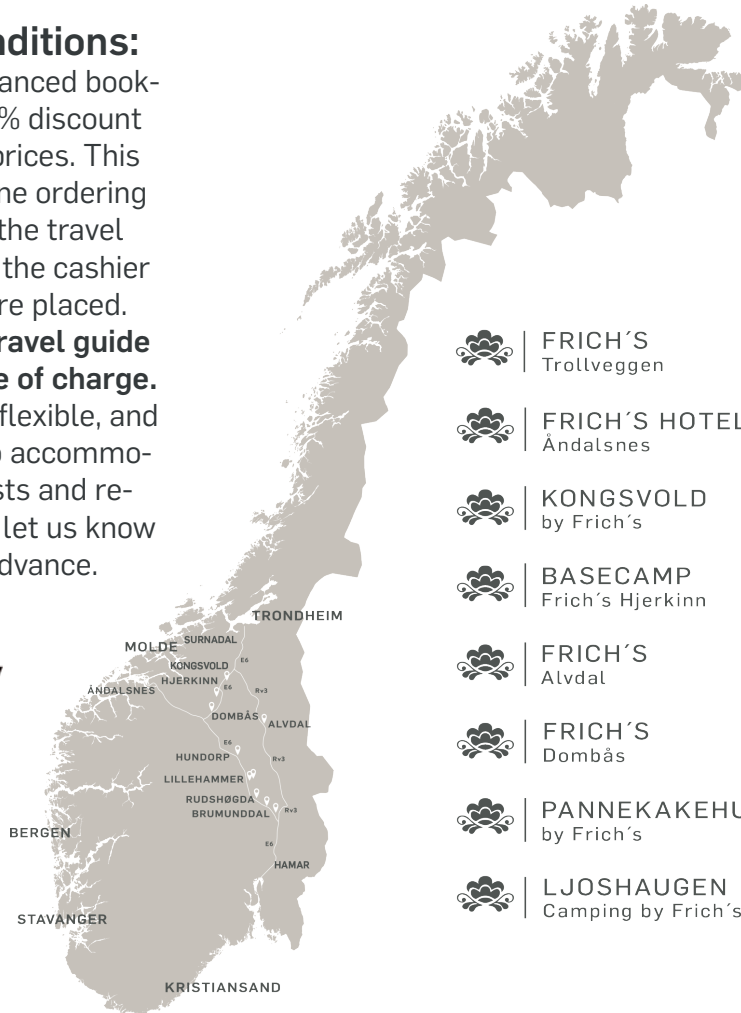 nditions:
anced book-
% discount
prices. This
ne ordering
the travel
the cashier
re placed.
ravel guide
e of charge.
flexible, and
o accommo-
sts and re-
let us know
dvance.
FRICH´S
Trollveggen
FRICH´S HOTEL
Åndalsnes
KONGSVOLD
by Frich´s
BASECAMP
Frich´s Hjerkinn
FRICH´S
Alvdal
FRICH´S
Dombås
PANNEKAKEHU
by Frich´s
LJOSHAUGEN
Camping by Frich´s
TRONDHEIM
SURNADAL
MOLDE
E6
KONGSVOLD
HJERKINN
E6
Rv3
ÅNDALSNES
DOMBÅS
ALVDAL
E6
HUNDORP
Rv3
LILLEHAMMER
RUDSHØGDA
Rv3
BRUMUNDDAL
BERGEN
E6
HAMAR
STAVANGER
KRISTIANSAND